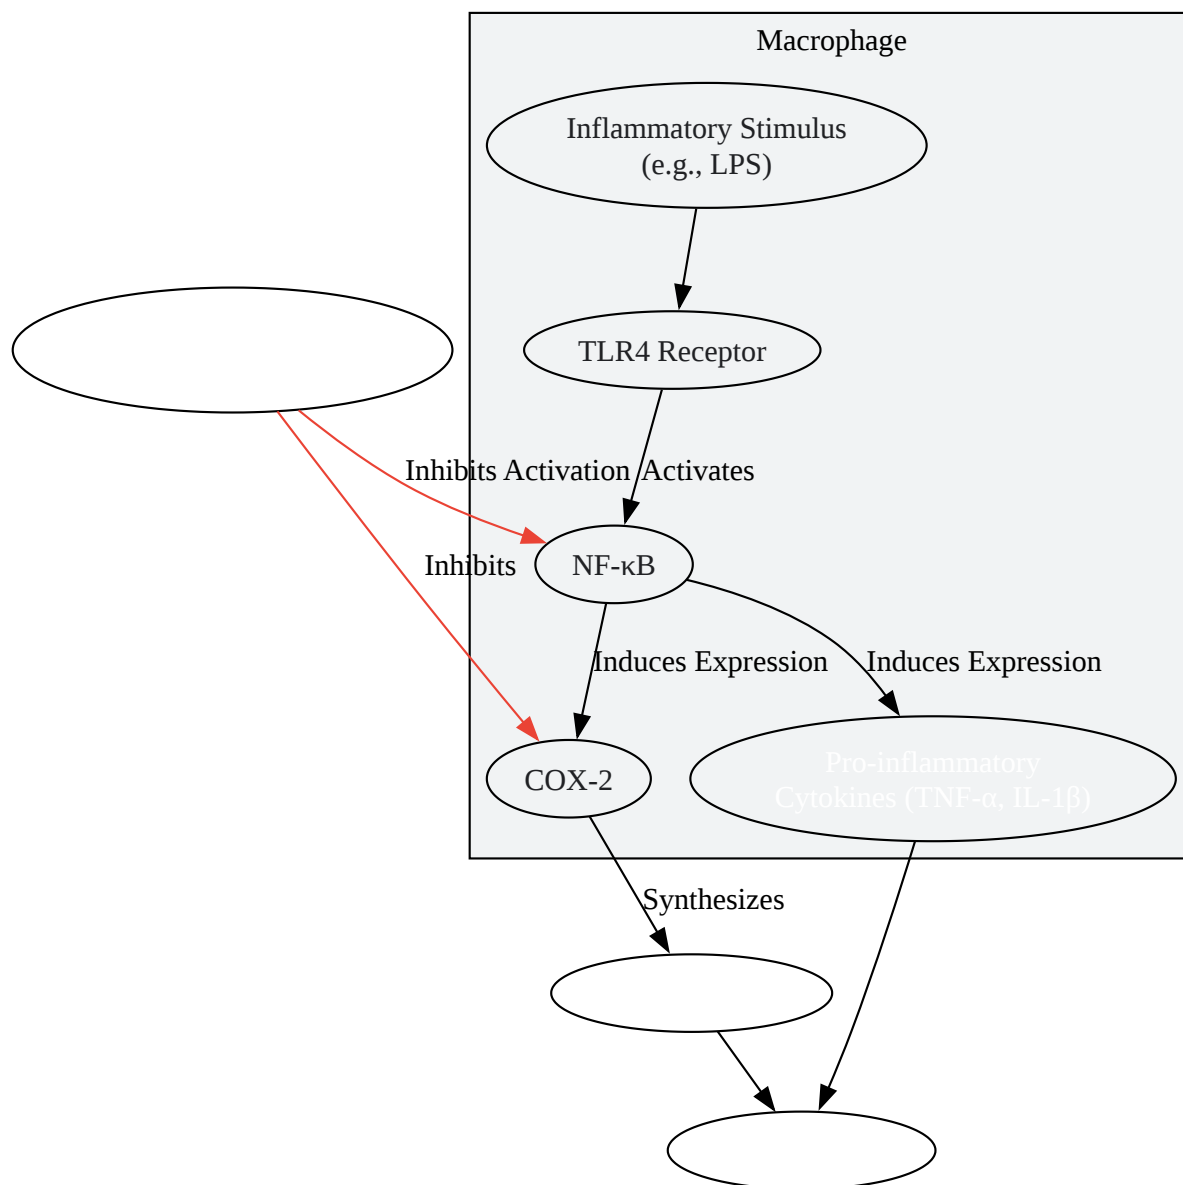 Macrophage
Inflammatory Stimulus
(e.g., LPS)
TLR4 Receptor
Inhibits Activation
Activates
Inhibits
NF-κB
Induces Expression
Induces Expression
COX-2
Pro-inflammatory
Cytokines (TNF-α, IL-1β)
Synthesizes